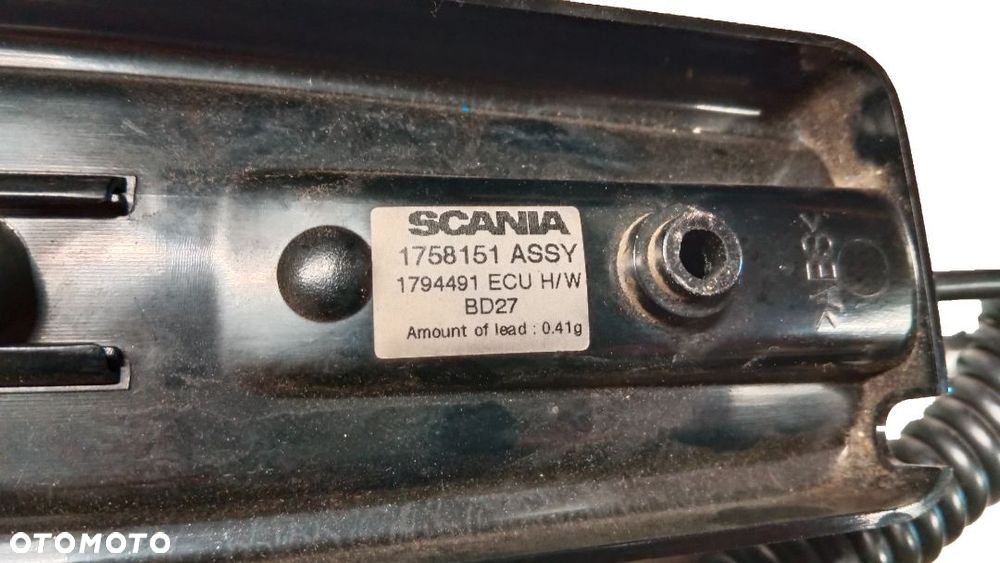 SCANIA
1758151 ASSY
1794491 ECU H/W
BD27
Amount of lead : 0.41g
OTOMOTO